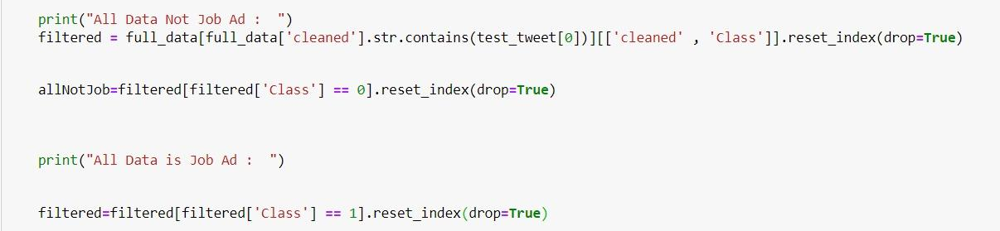 print("All Data Not Job Ad :  ")
filtered = full_data[full_data['cleaned'].str.contains(test_tweet[0])][['cleaned' , 'Class']].reset_index(drop=True)
allNotJob=filtered[filtered['Class'] == 0].reset_index(drop=True)
print("All Data is Job Ad :  ")
filtered=filtered[filtered['Class'] == 1].reset_index(drop=True)